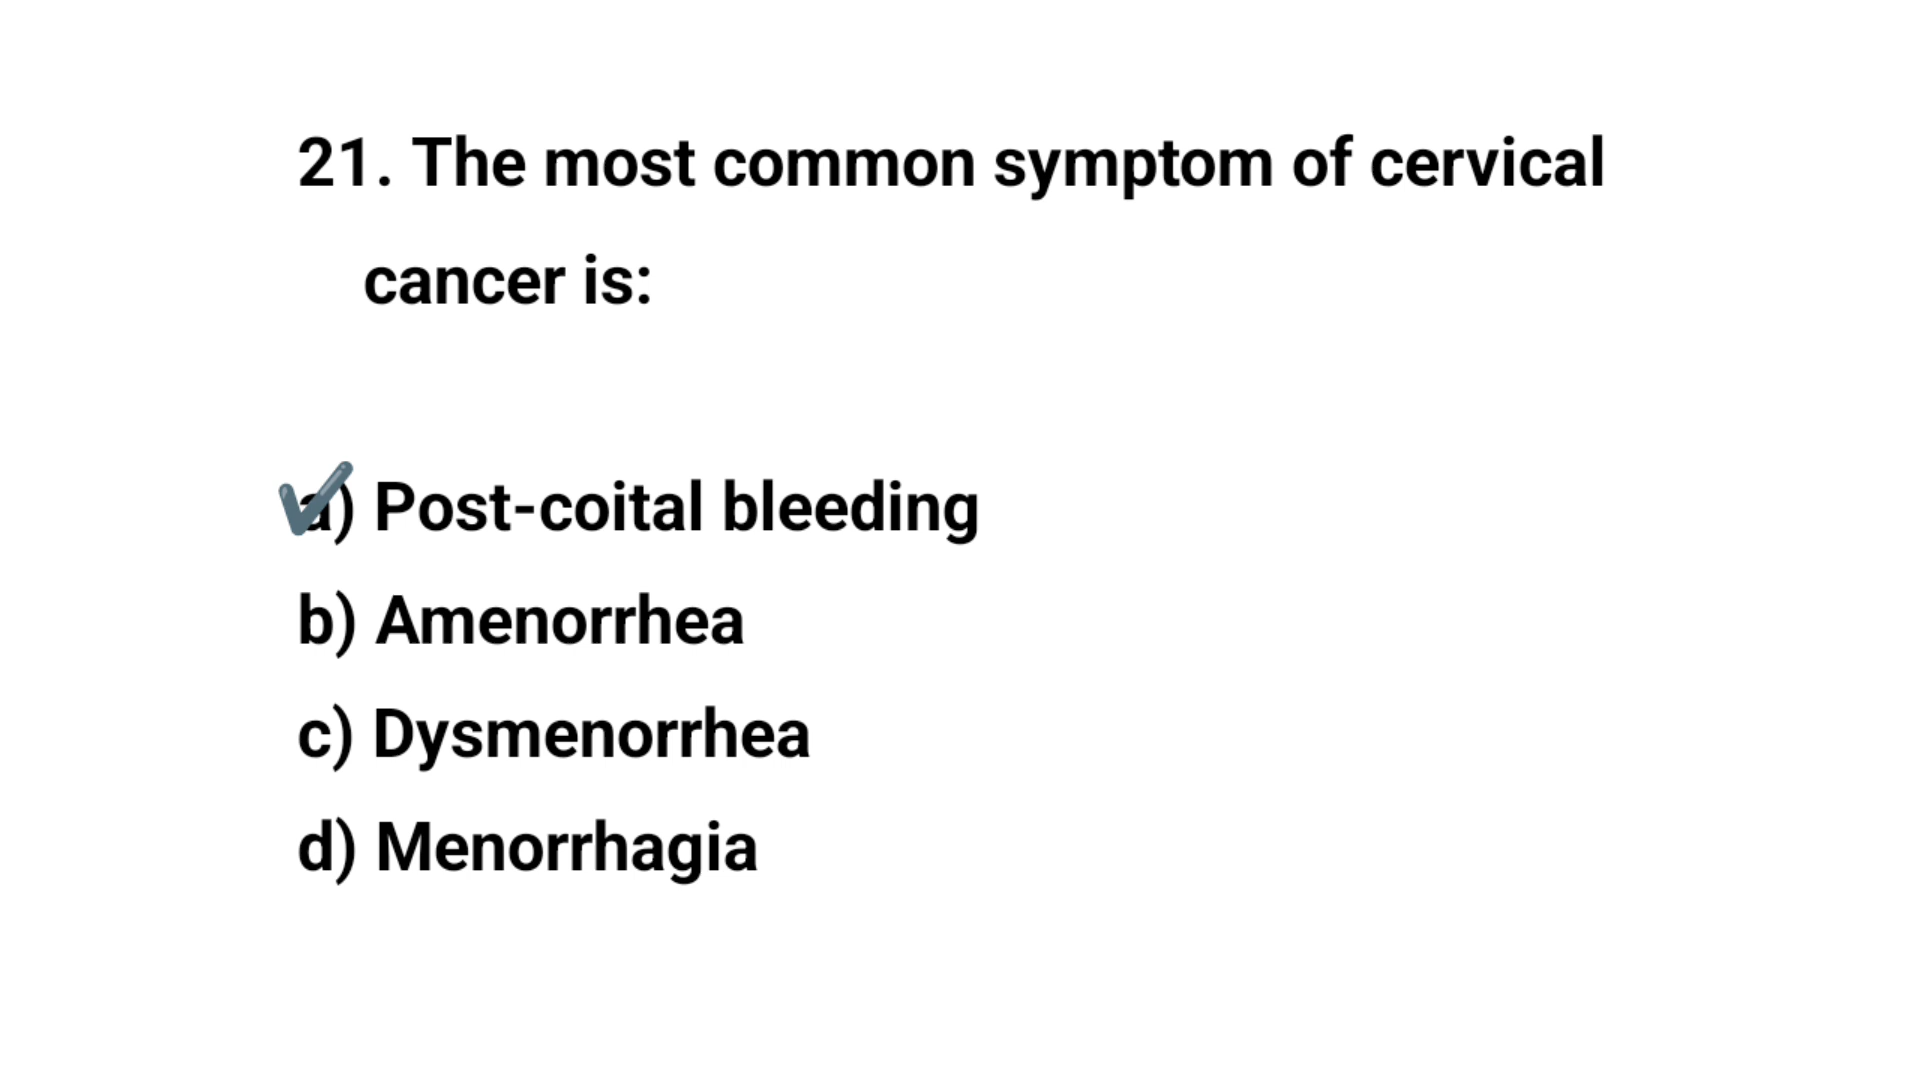 21. The most common symptom of cervical
cancer is:
a) Post-coital bleeding
b) Amenorrhea
c) Dysmenorrhea
d) Menorrhagia